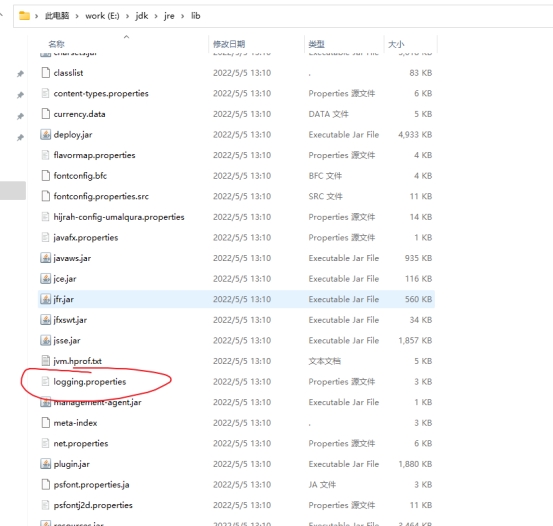 此电脑 > work (E:) > jdk > jre > lib
名称 修改日期 类型 大小
charsets.jar
classlist 2022/5/5 13:10 . 83 KB
content-types.properties 2022/5/5 13:10 Properties 源文件 6 KB
currency.data 2022/5/5 13:10 DATA 文件 5 KB
deploy.jar 2022/5/5 13:10 Executable Jar File 4,933 KB
flavormap.properties 2022/5/5 13:10 Properties 源文件 4 KB
fontconfig.bfc 2022/5/5 13:10 BFC 文件 4 KB
fontconfig.properties.src 2022/5/5 13:10 SRC 文件 11 KB
hijrah-config-umalqura.properties 2022/5/5 13:10 Properties 源文件 14 KB
javafx.properties 2022/5/5 13:10 Properties 源文件 1 KB
javaws.jar 2022/5/5 13:10 Executable Jar File 935 KB
jce.jar 2022/5/5 13:10 Executable Jar File 116 KB
jfr.jar 2022/5/5 13:10 Executable Jar File 560 KB
jfxswt.jar 2022/5/5 13:10 Executable Jar File 34 KB
jsse.jar 2022/5/5 13:10 Executable Jar File 1,857 KB
jvm.hprof.txt 2022/5/5 13:10 文本文档 5 KB
logging.properties 2022/5/5 13:10 Properties 源文件 3 KB
management-agent.jar 2022/5/5 13:10 Executable Jar File 1 KB
meta-index 2022/5/5 13:10 . 3 KB
net.properties 2022/5/5 13:10 Properties 源文件 6 KB
plugin.jar 2022/5/5 13:10 Executable Jar File 1,880 KB
psfont.properties.ja 2022/5/5 13:10 JA 文件 3 KB
psfontj2d.properties 2022/5/5 13:10 Properties 源文件 11 KB
resources.jar 2022/5/5 13:10 Executable Jar File 3,464 KB